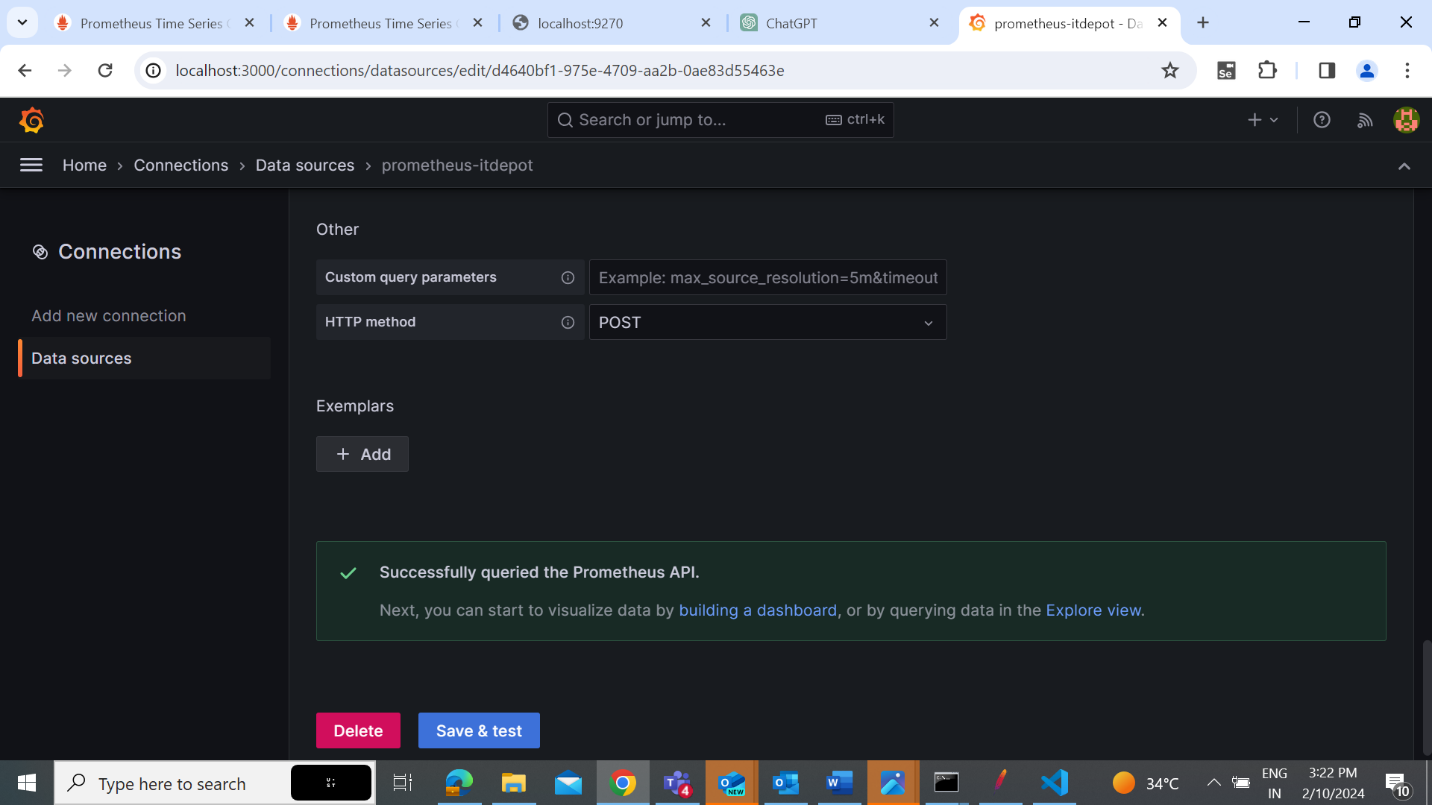 Prometheus Time Series
Prometheus Time Series
localhost:9270
ChatGPT
prometheus-itdepot - Da
localhost:3000/connections/datasources/edit/d4640bf1-975e-4709-aa2b-0ae83d55463e
Se
Search or jump to...
ctrl+k
Home › Connections › Data sources › prometheus-itdepot
Connections
Add new connection
Data sources
Other
Custom query parameters
Example: max_source_resolution=5m&timeout
HTTP method
POST
Exemplars
+ Add
Successfully queried the Prometheus API.
Next, you can start to visualize data by building a dashboard, or by querying data in the Explore view.
Delete
Save & test
Type here to search
4
NEW
34°C
ENG
IN
3:22 PM
2/10/2024
10